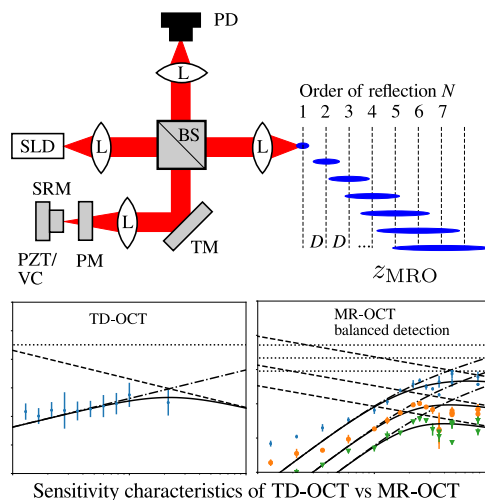 PD
L
Order of reflection N
1 2 3 4 5 6 7
BS
SLD
L
L
SRM
L
D D ...
PZT/
VC
PM
TM
zMRO
TD-OCT
MR-OCT
balanced detection
Sensitivity characteristics of TD-OCT vs MR-OCT